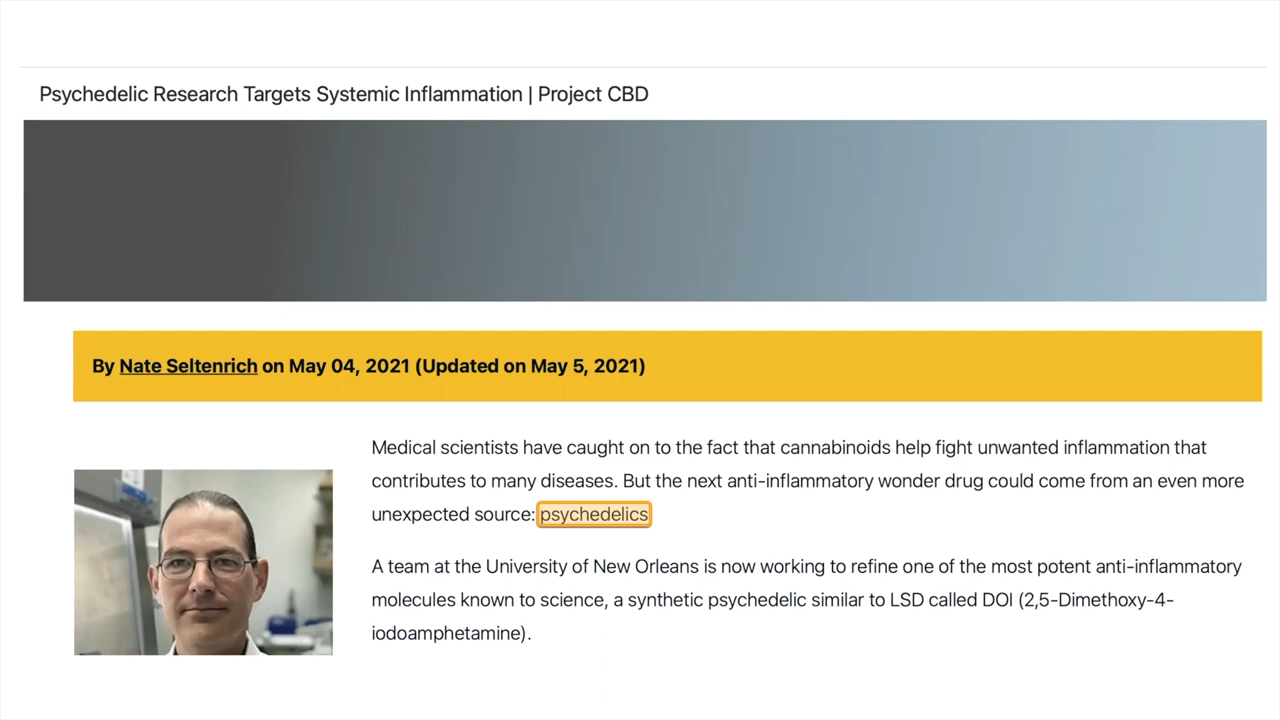 Psychedelic Research Targets Systemic Inflammation | Project CBD
By Nate Seltenrich on May 04, 2021 (Updated on May 5, 2021)
Medical scientists have caught on to the fact that cannabinoids help fight unwanted inflammation that
contributes to many diseases. But the next anti-inflammatory wonder drug could come from an even more
unexpected source: psychedelics
A team at the University of New Orleans is now working to refine one of the most potent anti-inflammatory
molecules known to science, a synthetic psychedelic similar to LSD called DOI (2,5-Dimethoxy-4-
iodoamphetamine).